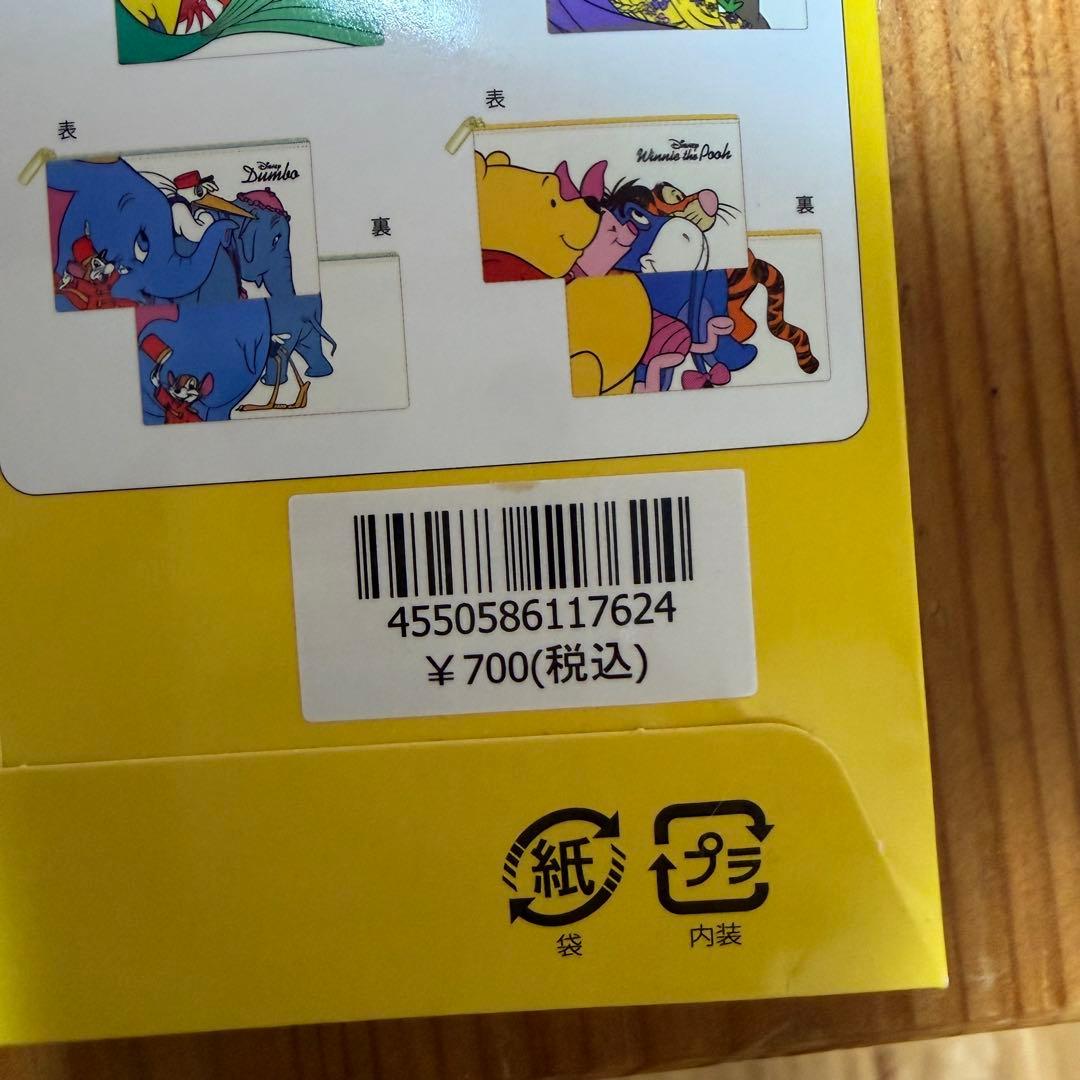 表
表
Disney
Dumbo
Disney
Winnie the Pooh
裏
裏
4550586117624
￥700(税込)
紙
プラ
袋
内装